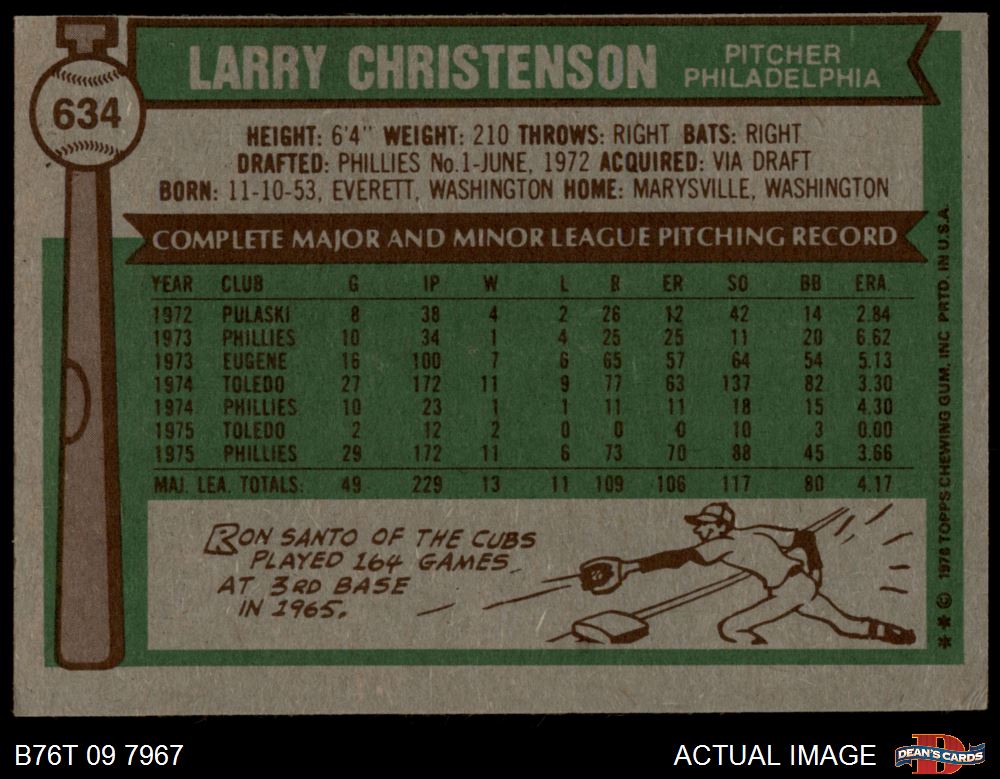 LARRY CHRISTENSON
PITCHER
PHILADELPHIA
634
HEIGHT: 6'4" WEIGHT: 210 THROWS: RIGHT BATS: RIGHT
DRAFTED: PHILLIES No.1-JUNE, 1972 ACQUIRED: VIA DRAFT
BORN: 11-10-53, EVERETT, WASHINGTON HOME: MARYSVILLE, WASHINGTON
COMPLETE MAJOR AND MINOR LEAGUE PITCHING RECORD
YEAR CLUB G IP W L R ER SO BB ERA
1972 PULASKI 8 38 4 2 26 12 42 14 2.84
1973 PHILLIES 10 34 1 4 25 25 11 20 6.62
1973 EUGENE 16 100 7 6 65 57 64 54 5.13
1974 TOLEDO 27 172 11 9 77 63 137 82 3.30
1974 PHILLIES 10 23 1 1 11 11 18 15 4.30
1975 TOLEDO 2 12 2 0 0 0 10 3 0.00
1975 PHILLIES 29 172 11 6 73 70 88 45 3.66
MAJ. LEA. TOTALS: 49 229 13 11 109 106 117 80 4.17
RON SANTO OF THE CUBS
PLAYED 164 GAMES
AT 3RD BASE
IN 1965.
** © 1976 TOPPS CHEWING GUM, INC. PRTD. IN U.S.A.
B76T 09 7967
ACTUAL IMAGE
D
DEAN'S CARDS